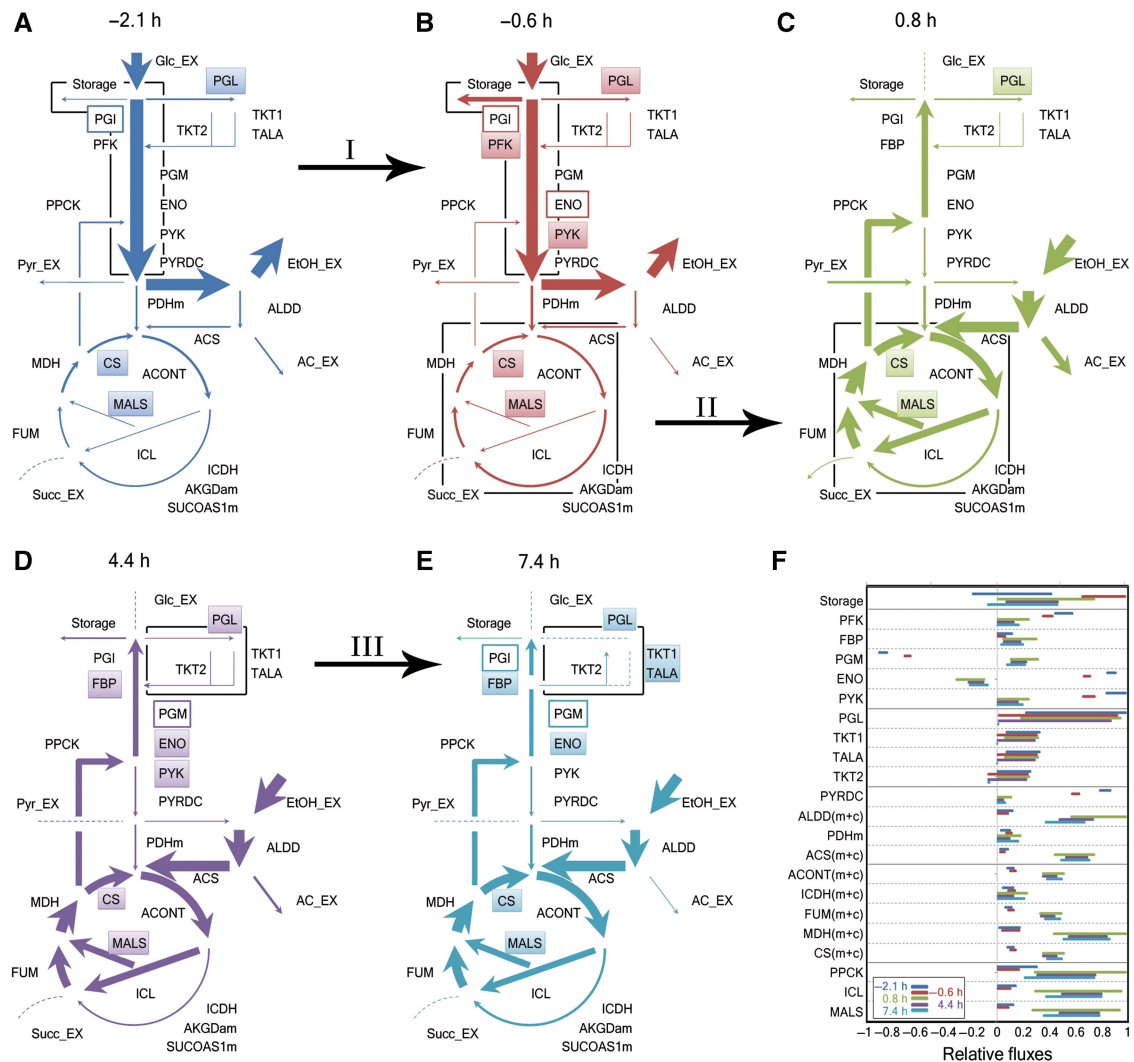 A
−2.1 h
Glc_EX
Storage
PGL
PGI
TKT1
TKT2
TALA
PFK
PGM
PPCK
ENO
PYK
Pyr_EX
PYRDC
EtOH_EX
PDHm
ALDD
ACS
MDH
CS
ACONT
AC_EX
MALS
FUM
ICL
ICDH
Succ_EX
AKGDam
SUCOAS1m
I
B
−0.6 h
Glc_EX
Storage
PGL
PGI
TKT1
TKT2
TALA
PFK
PGM
PPCK
ENO
PYK
Pyr_EX
PYRDC
EtOH_EX
PDHm
ALDD
ACS
MDH
CS
ACONT
AC_EX
MALS
FUM
ICL
ICDH
Succ_EX
AKGDam
SUCOAS1m
II
C
0.8 h
Glc_EX
Storage
PGL
PGI
TKT1
TKT2
TALA
FBP
PGM
PPCK
ENO
PYK
Pyr_EX
PYRDC
EtOH_EX
PDHm
ALDD
ACS
MDH
CS
ACONT
AC_EX
MALS
FUM
ICL
ICDH
Succ_EX
AKGDam
SUCOAS1m
D
4.4 h
Glc_EX
Storage
PGL
PGI
TKT1
TKT2
TALA
FBP
PGM
PPCK
ENO
PYK
Pyr_EX
PYRDC
EtOH_EX
PDHm
ALDD
ACS
MDH
CS
ACONT
AC_EX
MALS
FUM
ICL
ICDH
Succ_EX
AKGDam
SUCOAS1m
III
E
7.4 h
Glc_EX
Storage
PGL
PGI
TKT1
TKT2
TALA
FBP
PGM
PPCK
ENO
PYK
Pyr_EX
PYRDC
EtOH_EX
PDHm
ALDD
ACS
MDH
CS
ACONT
AC_EX
MALS
FUM
ICL
ICDH
Succ_EX
AKGDam
SUCOAS1m
F
Storage
PFK
FBP
PGM
ENO
PYK
PGL
TKT1
TALA
TKT2
PYRDC
ALDD(m+c)
PDHm
ACS(m+c)
ACONT(m+c)
ICDH(m+c)
FUM(m+c)
MDH(m+c)
CS(m+c)
PPCK
ICL
MALS
−2.1 h
−0.6 h
0.8 h
4.4 h
7.4 h
−1 −0.8 −0.6 −0.4 −0.2 0 0.2 0.4 0.6 0.8 1
Relative fluxes